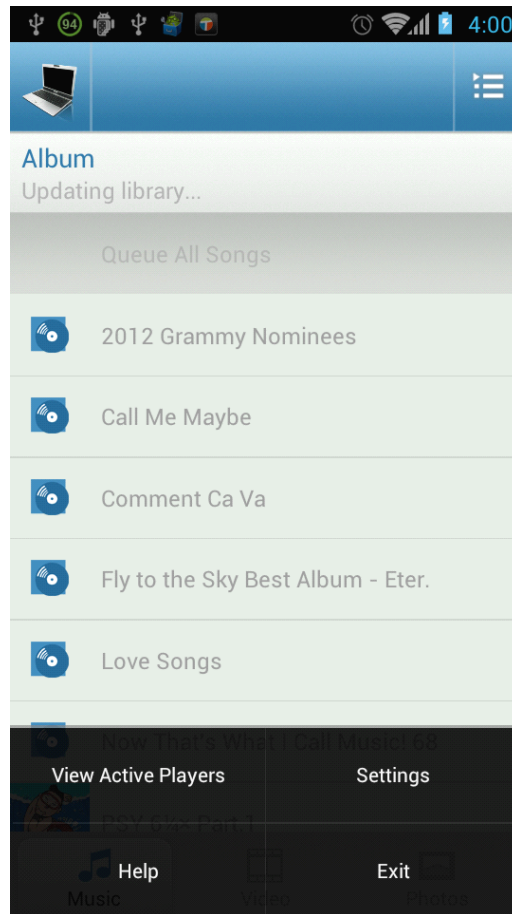 94
4:00
Album
Updating library...
Queue All Songs
2012 Grammy Nominees
Call Me Maybe
Comment Ca Va
Fly to the Sky Best Album - Eter.
Love Songs
Now That's What I Call Music! 68
View Active Players
Settings
PSY 6½× Part.1
Help
Exit
Music
Video
Photos